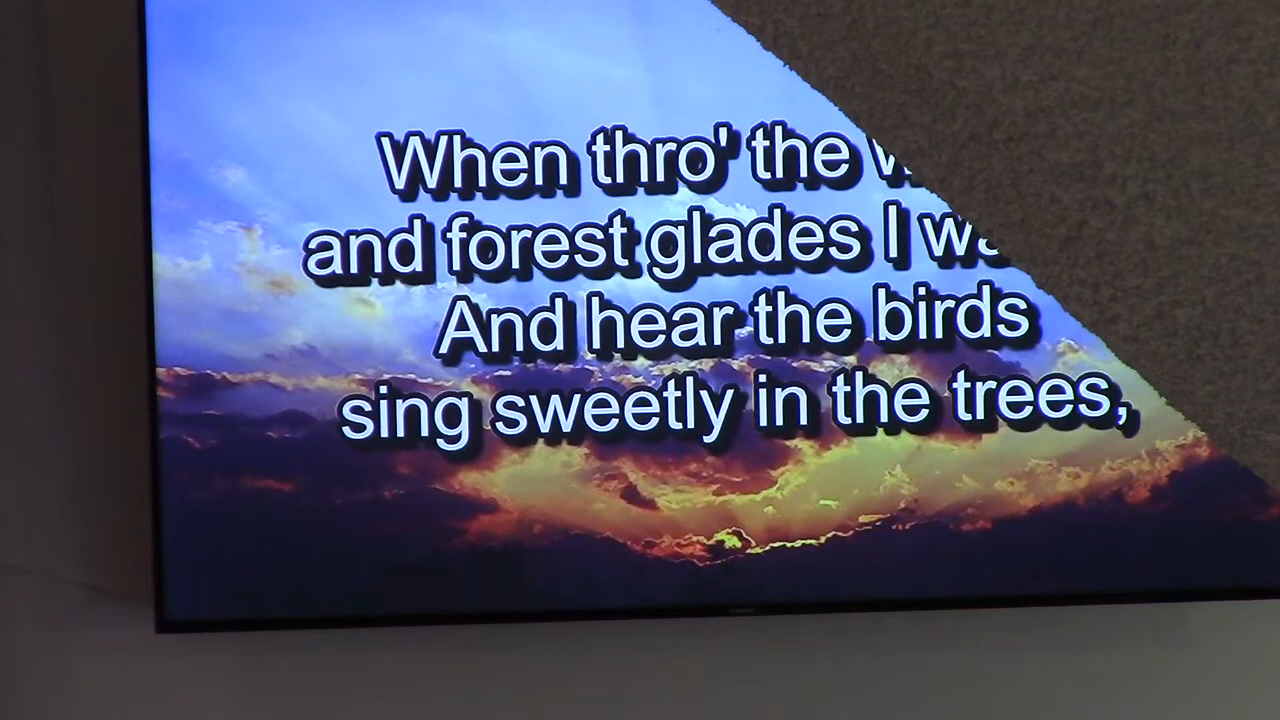 When thro' the
and forest glades I
And hear the birds
sing sweetly in the trees,